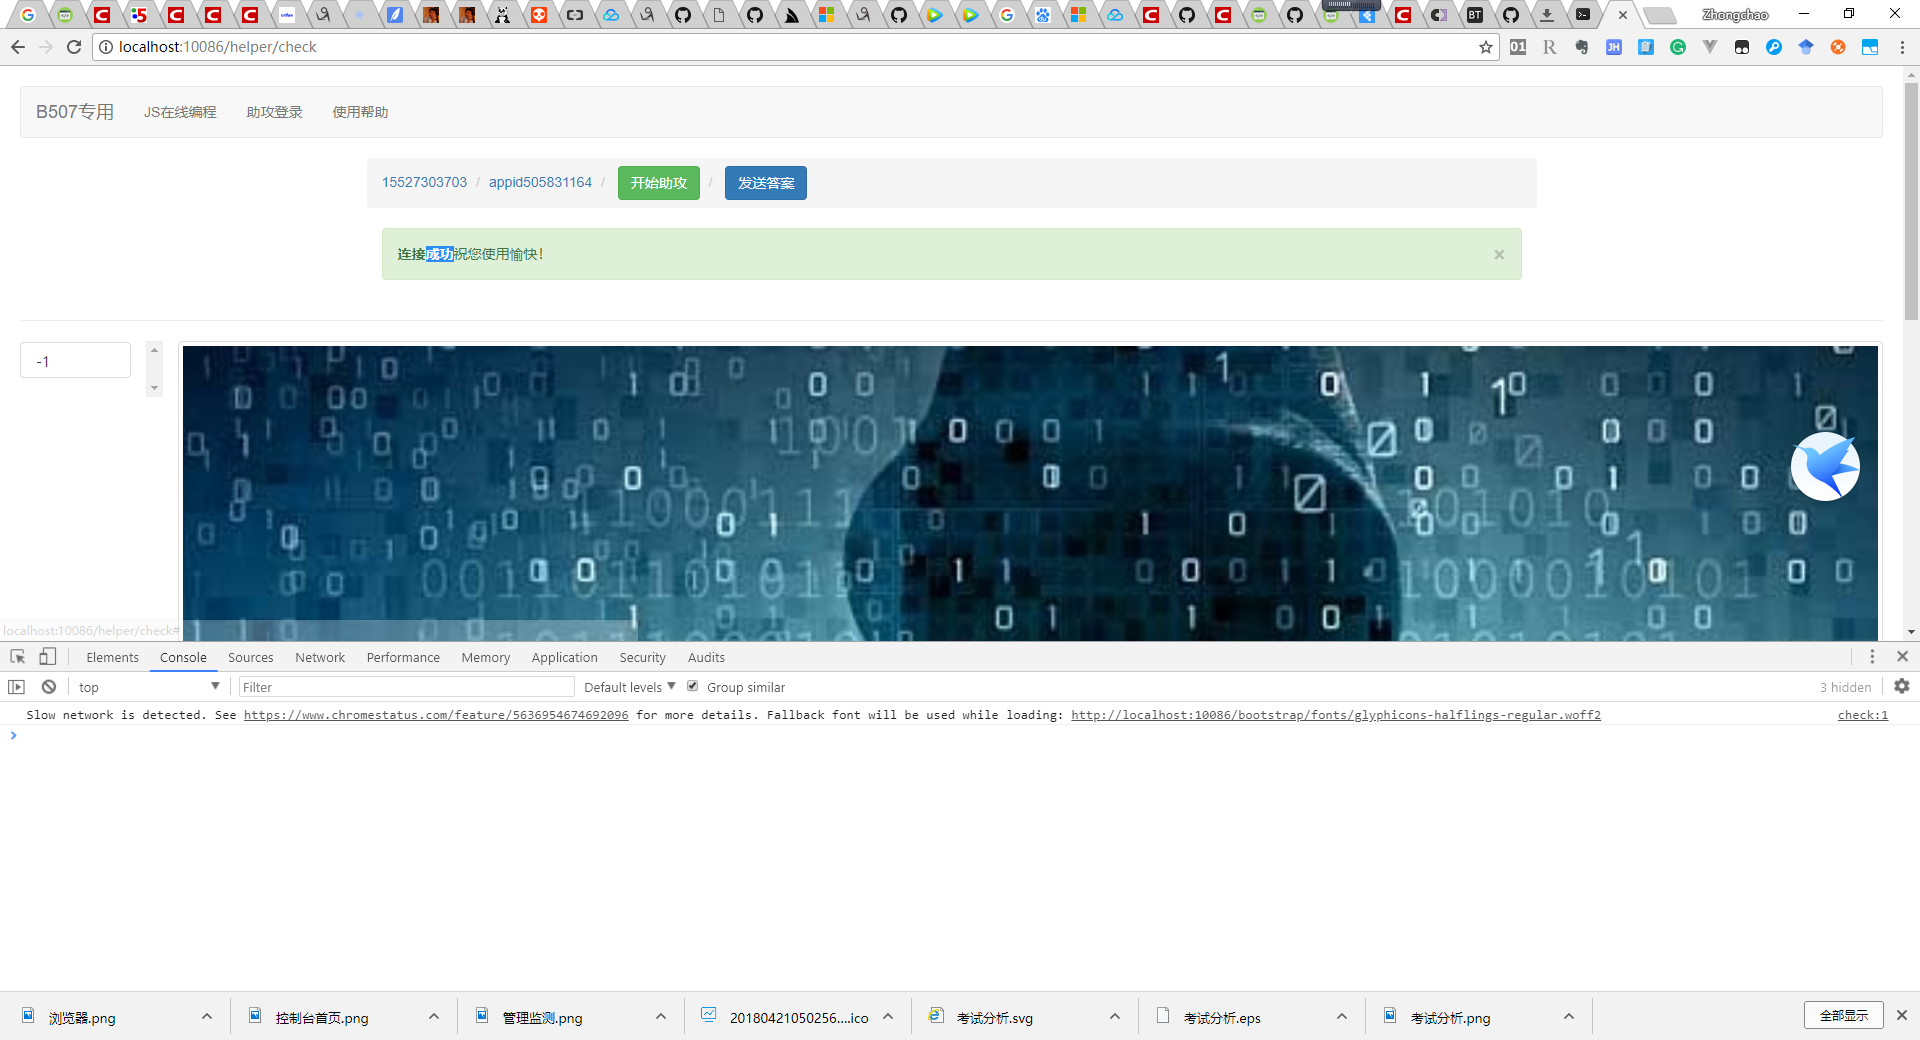 Zhongchao
localhost:10086/helper/check
B507专用 JS在线编程 助攻登录 使用帮助
15527303703 / appid505831164 / 开始助攻 / 发送答案
连接成功祝您使用愉快! ×
-1
localhost:10086/helper/check#
Elements Console Sources Network Performance Memory Application Security Audits
top Filter Default levels Group similar 3 hidden
Slow network is detected. See https://www.chromestatus.com/feature/5636954674692096 for more details. Fallback font will be used while loading: http://localhost:10086/bootstrap/fonts/glyphicons-halflings-regular.woff2 check:1
浏览器.png 控制台首页.png 管理监测.png 20180421050256....ico 考试分析.svg 考试分析.eps 考试分析.png 全部显示